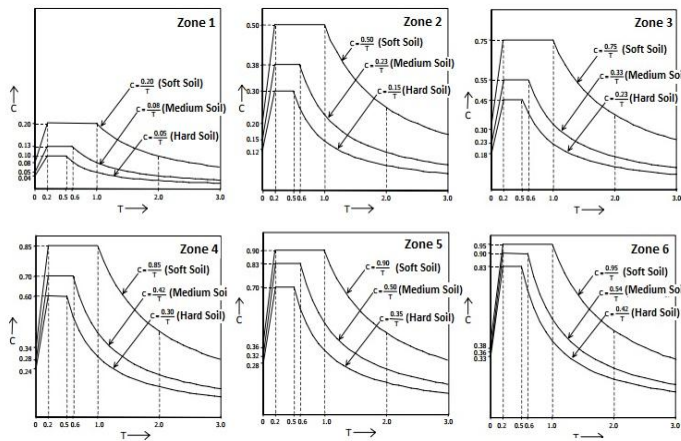 Zone 1
C=0.20/T (Soft Soil)
C=0.08/T (Medium Soil)
C=0.05/T (Hard Soil)
C
0.20
0.13
0.10
0.08
0.05
0.04
0 0.2 0.5 0.6 1.0 2.0 3.0
T
Zone 2
C=0.50/T (Soft Soil)
C=0.23/T (Medium Soil)
C=0.15/T (Hard Soil)
C
0.50
0.38
0.30
0.20
0.15
0.12
0 0.2 0.5 0.6 1.0 2.0 3.0
T
Zone 3
C=0.75/T (Soft Soil)
C=0.33/T (Medium Soi
C=0.23/T (Hard Soil)
C
0.75
0.55
0.45
0.30
0.23
0.18
0 0.2 0.5 0.6 1.0 2.0 3.0
T
Zone 4
C=0.85/T (Soft Soil)
C=0.42/T (Medium Soil
C=0.30/T (Hard Soil)
C
0.85
0.70
0.60
0.34
0.28
0.24
0 0.2 0.5 0.6 1.0 2.0 3.0
T
Zone 5
C=0.90/T (Soft Soil)
C=0.50/T (Medium Soil)
C=0.35/T (Hard Soil)
C
0.90
0.83
0.70
0.36
0.32
0.28
0 0.2 0.5 0.6 1.0 2.0 3.0
T
Zone 6
C=0.95/T (Soft Soil)
C=0.54/T (Medium Soil
C=0.42/T (Hard Soil)
C
0.95
0.90
0.83
0.38
0.36
0.33
0 0.2 0.5 0.6 1.0 2.0 3.0
T